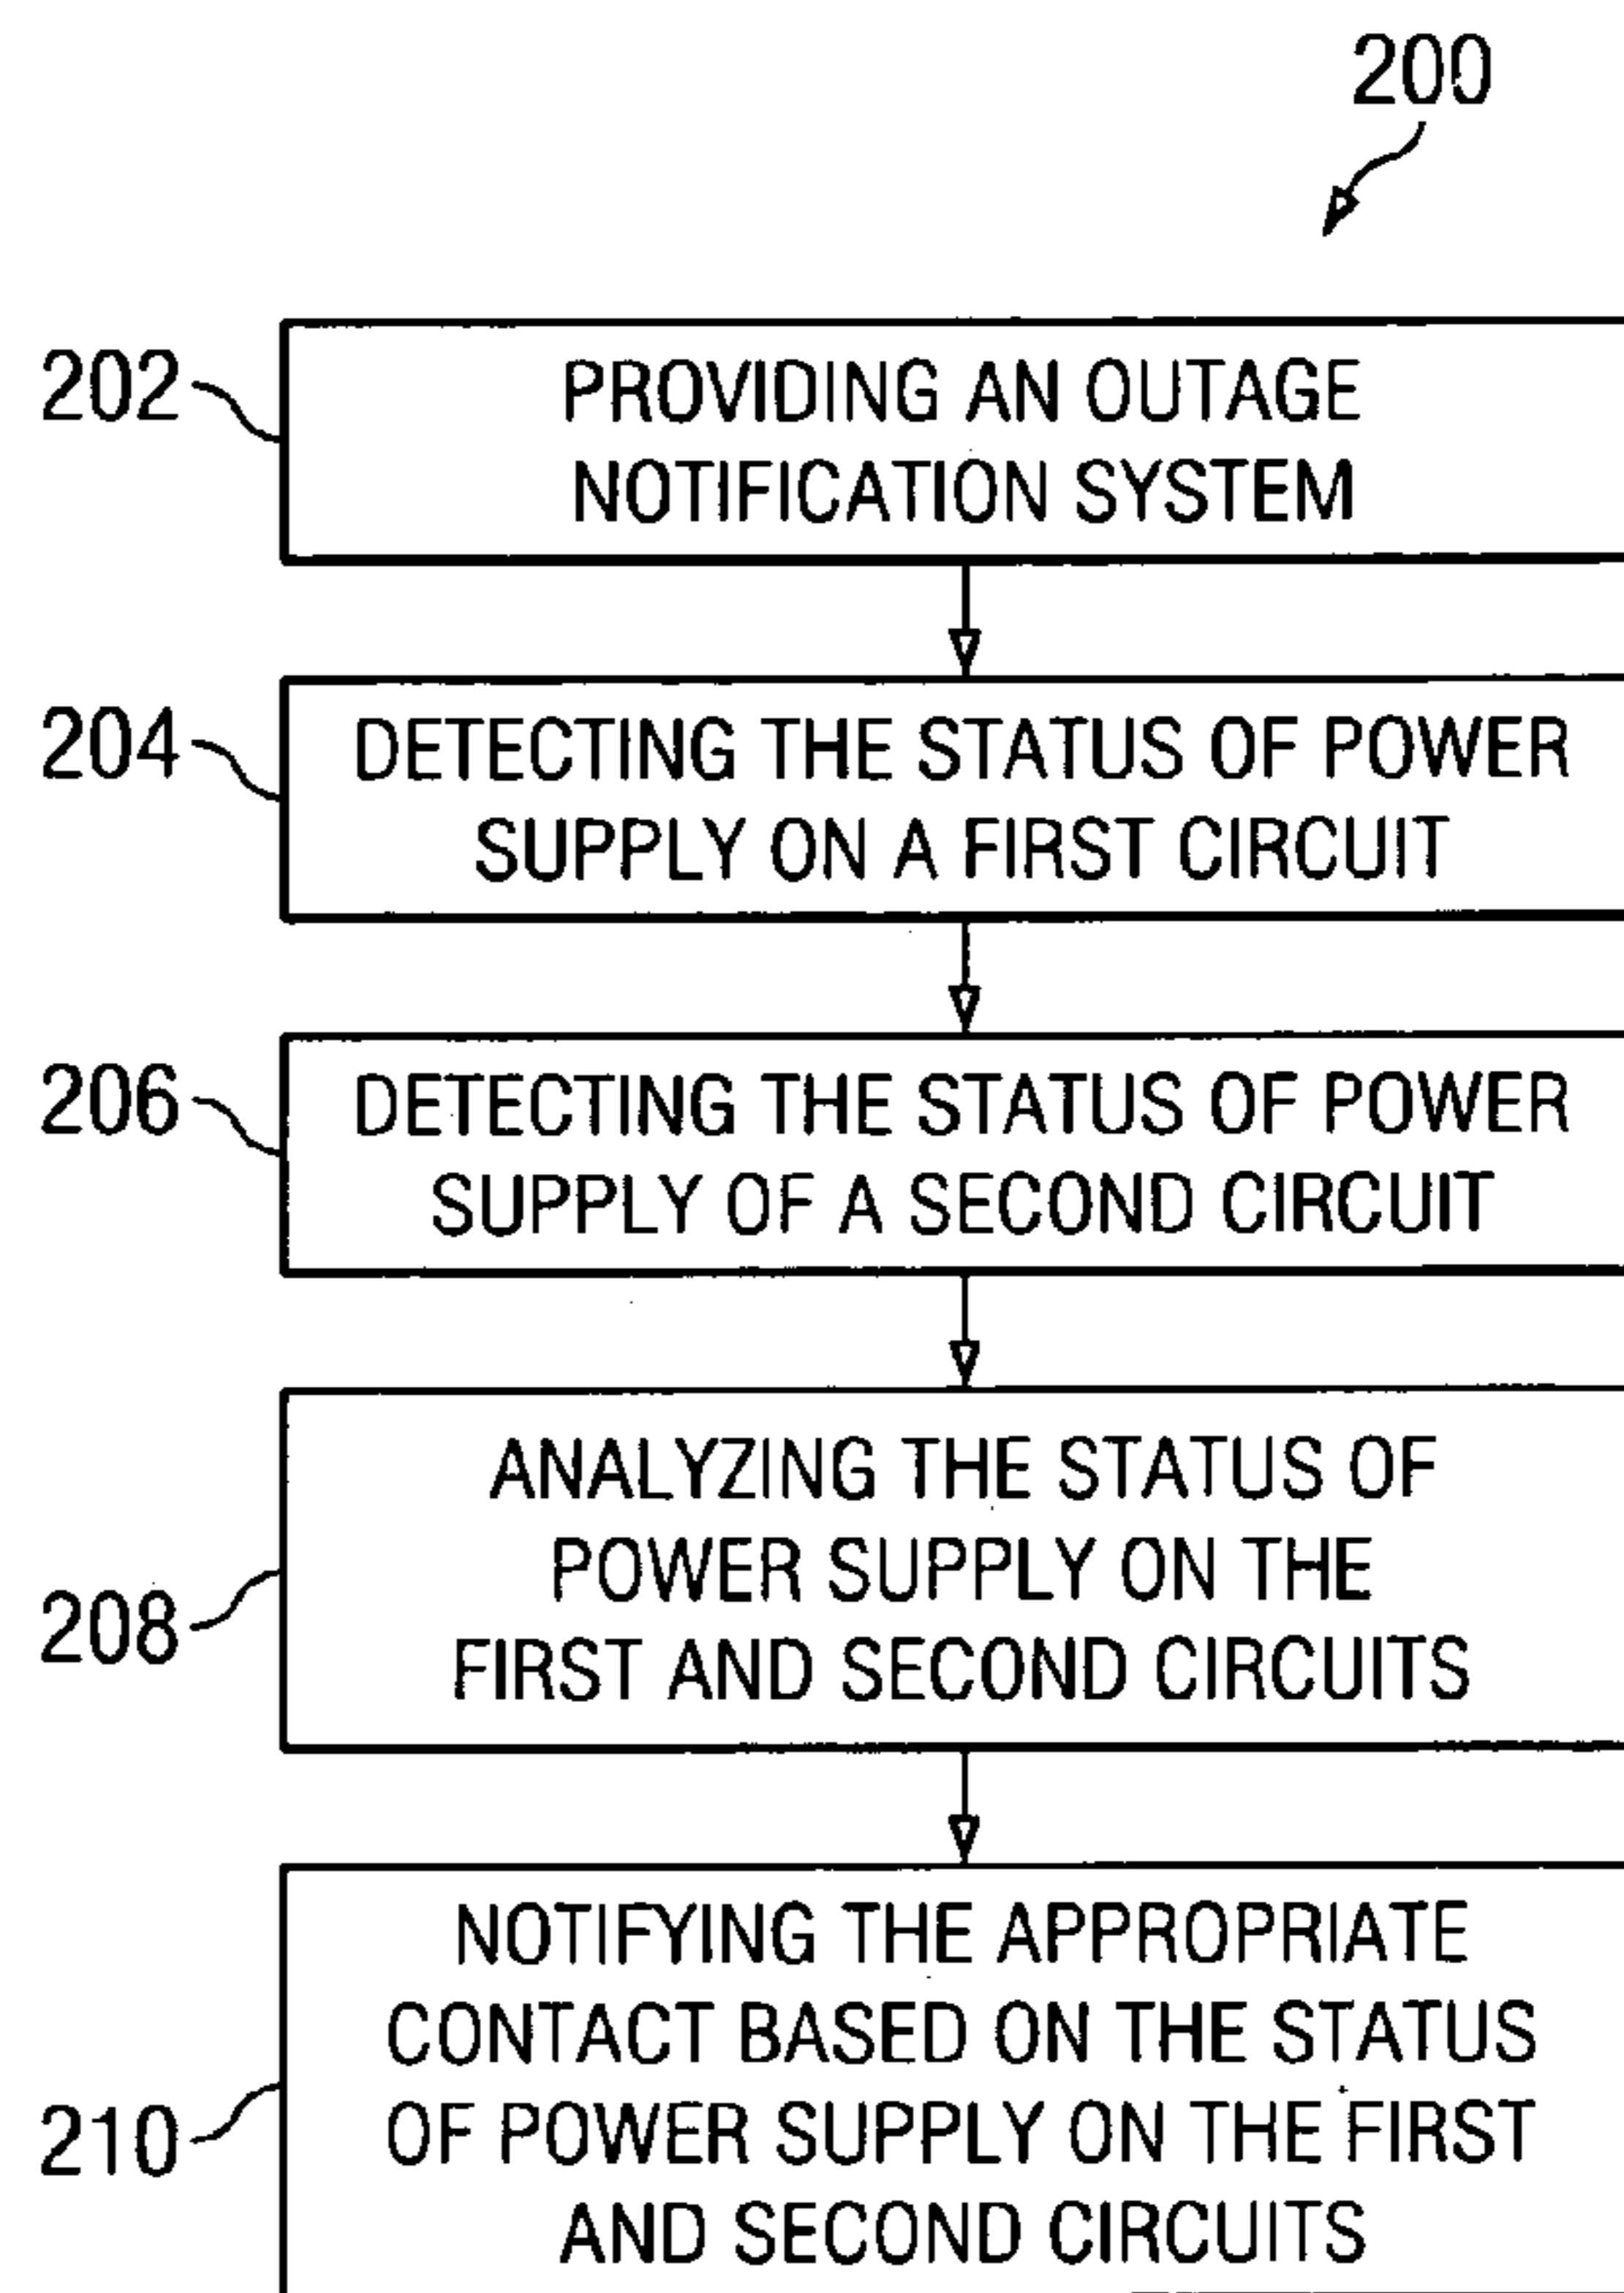 200
202
PROVIDING AN OUTAGE
NOTIFICATION SYSTEM
204
DETECTING THE STATUS OF POWER
SUPPLY ON A FIRST CIRCUIT
206
DETECTING THE STATUS OF POWER
SUPPLY OF A SECOND CIRCUIT
208
ANALYZING THE STATUS OF
POWER SUPPLY ON THE
FIRST AND SECOND CIRCUITS
210
NOTIFYING THE APPROPRIATE
CONTACT BASED ON THE STATUS
OF POWER SUPPLY ON THE FIRST
AND SECOND CIRCUITS